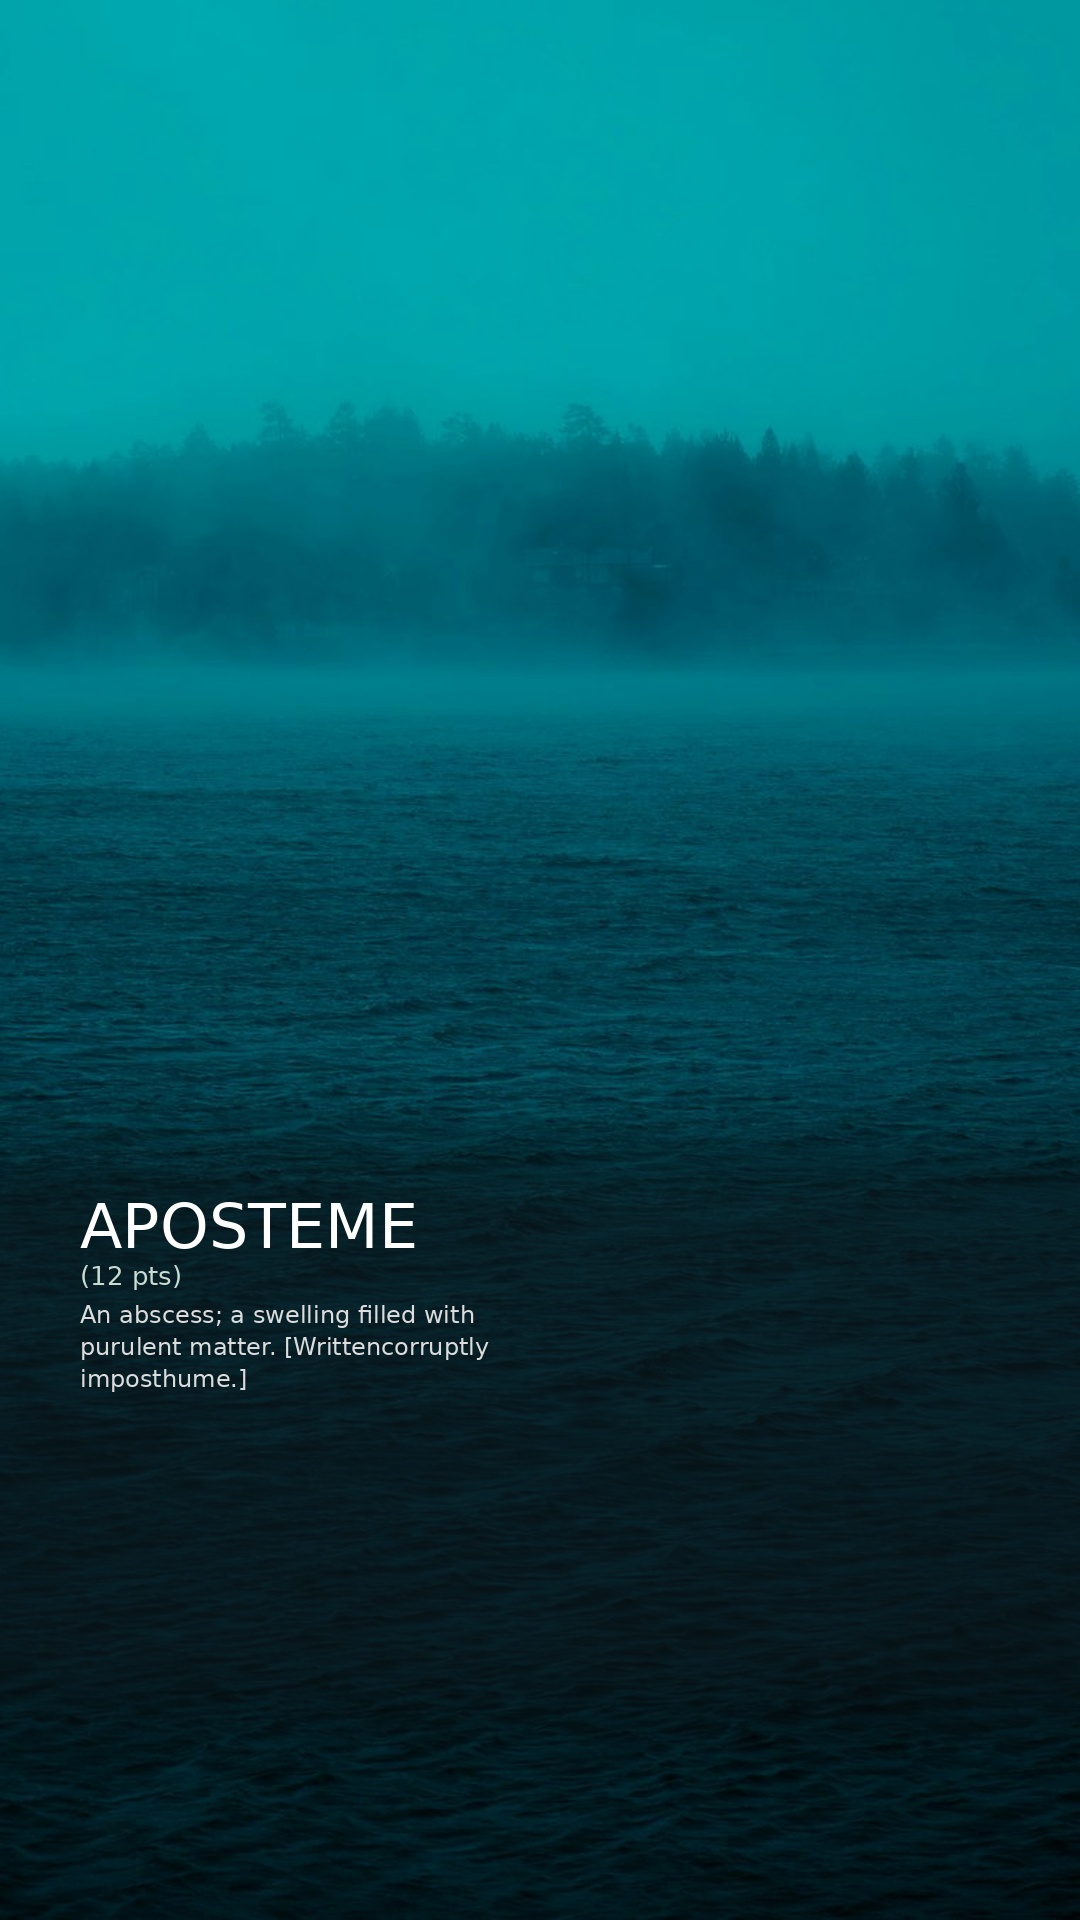 APOSTEME
(12 pts)
An abscess; a swelling filled with
purulent matter. [Writtencorruptly
imposthume.]